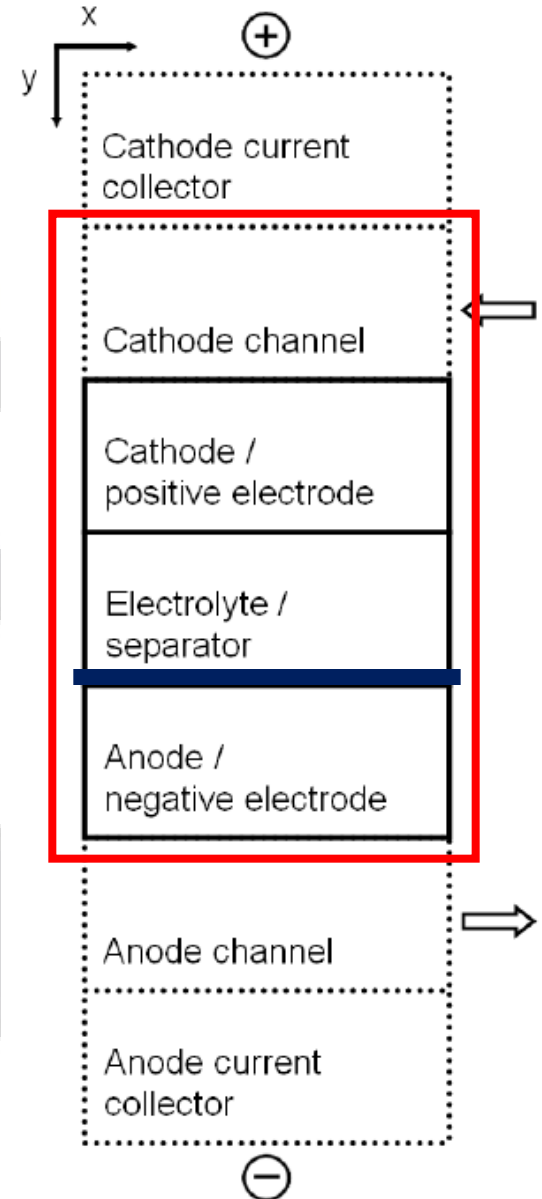 x
+
y
Cathode current
collector
Cathode channel
Cathode /
positive electrode
Electrolyte /
separator
Anode /
negative electrode
Anode channel
Anode current
collector
−